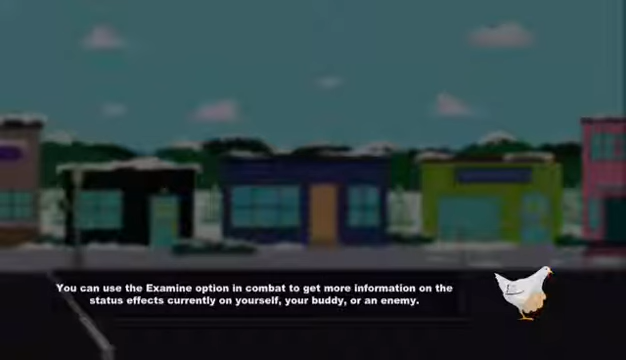 You can use the Examine option in combat to get more information on the
status effects currently on yourself, your buddy, or an enemy.